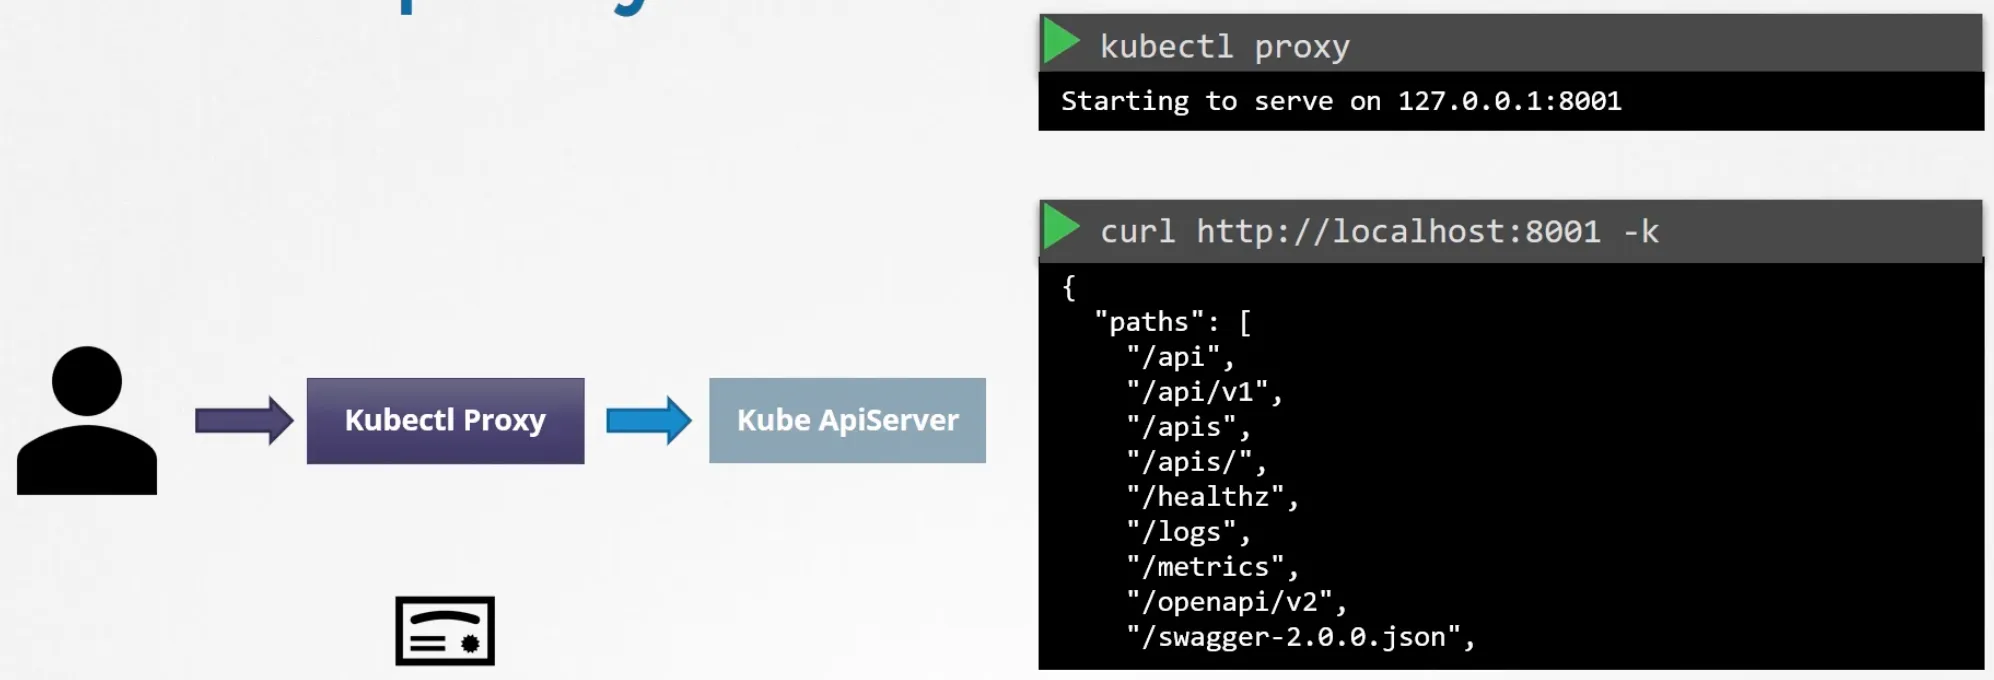 kubectl proxy
Starting to serve on 127.0.0.1:8001
curl http://localhost:8001 -k
{
"paths": [
"/api",
"/api/v1",
"/apis",
"/apis/",
"/healthz",
"/logs",
"/metrics",
"/openapi/v2",
"/swagger-2.0.0.json",
Kubectl Proxy
Kube ApiServer